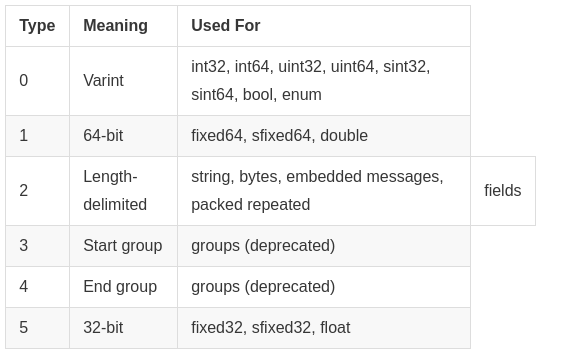 Type Meaning Used For
0 Varint int32, int64, uint32, uint64, sint32,
sint64, bool, enum
1 64-bit fixed64, sfixed64, double
2 Length-
delimited string, bytes, embedded messages,
packed repeated fields
3 Start group groups (deprecated)
4 End group groups (deprecated)
5 32-bit fixed32, sfixed32, float